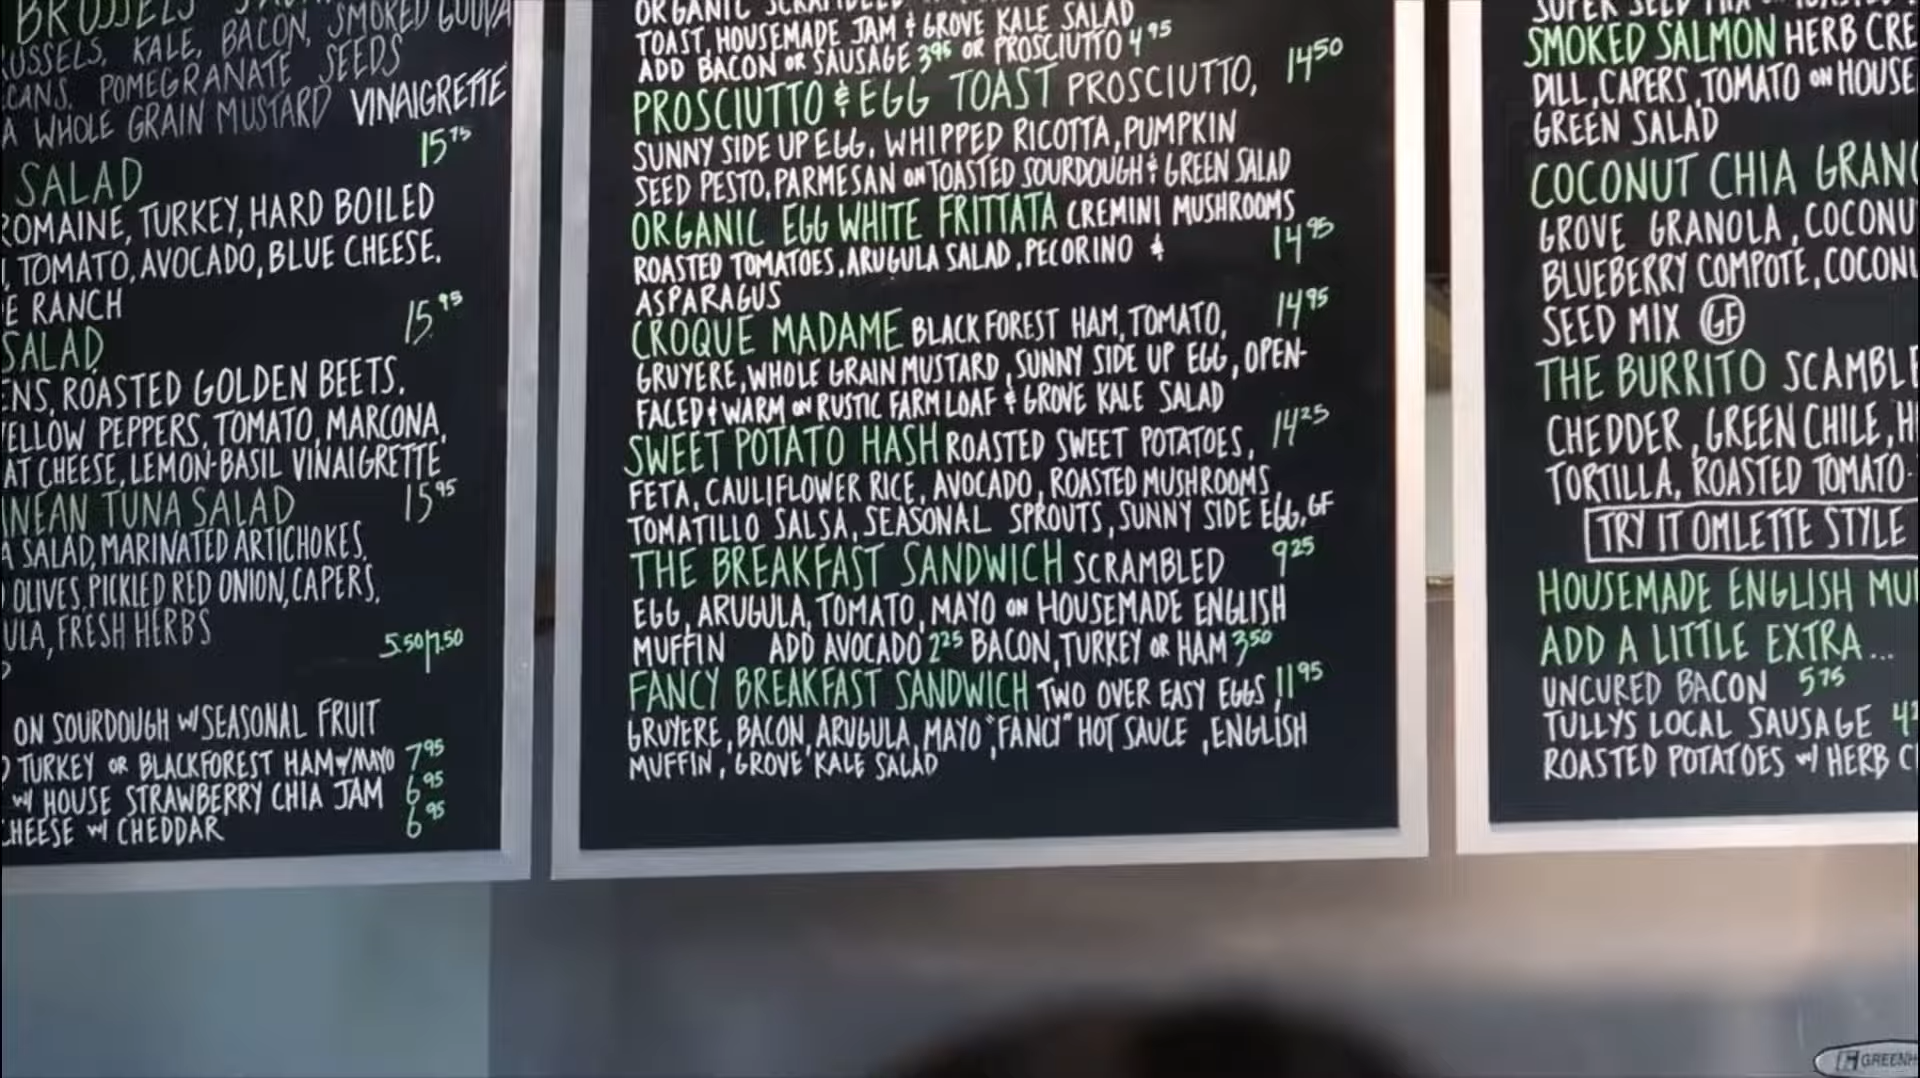 BRUSSELS
KALE, BACON, SMOKED GOUDA
POMEGRANATE SEEDS
A WHOLE GRAIN MUSTARD VINAIGRETTE
SALAD 15 75
ROMAINE, TURKEY, HARD BOILED
TOMATO, AVOCADO, BLUE CHEESE,
RANCH
SALAD 15 95
ROASTED GOLDEN BEETS,
YELLOW PEPPERS, TOMATO, MARCONA,
CHEESE, LEMON-BASIL VINAIGRETTE
TUNA SALAD 15 95
SALAD, MARINATED ARTICHOKES,
OLIVES, PICKLED RED ONION, CAPERS,
FRESH HERBS
5.50/7.50
ON SOURDOUGH W/ SEASONAL FRUIT
TURKEY OR BLACKFOREST HAM W/ MAYO 7 95
W/ HOUSE STRAWBERRY CHIA JAM 6 95
CHEESE W/ CHEDDAR 6 95
ORGANIC SCRAMBLED
TOAST, HOUSEMADE JAM & GROVE KALE SALAD
ADD BACON OR SAUSAGE 3 95 OR PROSCIUTTO 4 95
PROSCIUTTO & EGG TOAST PROSCIUTTO, 14 50
SUNNY SIDE UP EGG, WHIPPED RICOTTA, PUMPKIN
SEED PESTO, PARMESAN ON TOASTED SOURDOUGH & GREEN SALAD
ORGANIC EGG WHITE FRITTATA CREMINI MUSHROOMS
ROASTED TOMATOES, ARUGULA SALAD, PECORINO & 14 95
ASPARAGUS
CROQUE MADAME BLACK FOREST HAM, TOMATO, 14 95
GRUYERE, WHOLE GRAIN MUSTARD, SUNNY SIDE UP EGG, OPEN-
FACED & WARM ON RUSTIC FARM LOAF & GROVE KALE SALAD
SWEET POTATO HASH ROASTED SWEET POTATOES, 14 25
FETA, CAULIFLOWER RICE, AVOCADO, ROASTED MUSHROOMS
TOMATILLO SALSA, SEASONAL SPROUTS, SUNNY SIDE EGG, GF
THE BREAKFAST SANDWICH SCRAMBLED 9 25
EGG, ARUGULA, TOMATO, MAYO ON HOUSEMADE ENGLISH
MUFFIN ADD AVOCADO 2 25 BACON, TURKEY OR HAM 3 50
FANCY BREAKFAST SANDWICH TWO OVER EASY EGGS, 11 95
GRUYERE, BACON, ARUGULA, MAYO, "FANCY" HOT SAUCE, ENGLISH
MUFFIN, GROVE KALE SALAD
SUPER SEED MIX
SMOKED SALMON HERB CRE
DILL, CAPERS, TOMATO ON HOUSE
GREEN SALAD
COCONUT CHIA GRANO
GROVE GRANOLA, COCONU
BLUEBERRY COMPOTE, COCONU
SEED MIX GF
THE BURRITO SCRAMBLE
CHEDDER, GREEN CHILE, H
TORTILLA, ROASTED TOMATO-
TRY IT OMLETTE STYLE
HOUSEMADE ENGLISH MU
ADD A LITTLE EXTRA...
UNCURED BACON 5 75
TULLY'S LOCAL SAUSAGE
ROASTED POTATOES W/ HERB
GREENH